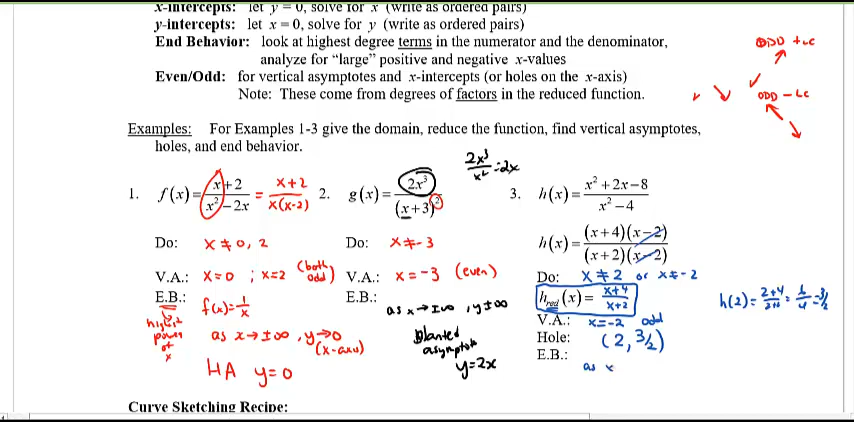 x-intercepts: let y = 0, solve for x (write as ordered pairs)
y-intercepts: let x = 0, solve for y (write as ordered pairs)
End Behavior: look at highest degree terms in the numerator and the denominator,
analyze for “large” positive and negative x-values
Even/Odd: for vertical asymptotes and x-intercepts (or holes on the x-axis)
Note: These come from degrees of factors in the reduced function.
ODD +LC
ODD - LC
Examples: For Examples 1-3 give the domain, reduce the function, find vertical asymptotes,
holes, and end behavior.
1. f(x) = (x+2)/(x²-2x) = (x+2)/(x(x-2))
Do: x ≠ 0, 2
V.A.: x=0 ; x=2 (both odd)
E.B.: f(x)=1/x
highest power of x
as x→±∞, y→0
(x-axis)
HA y=0
2. g(x) = 2x³/(x+3)²
2x³/x² = 2x
Do: x ≠ -3
V.A.: x = -3 (even)
E.B.:
as x→±∞, y±∞
slanted
asymptote
y=2x
3. h(x) = (x²+2x-8)/(x²-4)
h(x) = (x+4)(x-2)/(x+2)(x-2)
Do: x ≠ 2 or x ≠ -2
h_red(x) = (x+4)/(x+2)
h(2) = (2+4)/(2+2) = 6/4 = 3/2
V.A.: x=-2 odd
Hole: (2, 3/2)
E.B.:
as x
Curve Sketching Recipe: